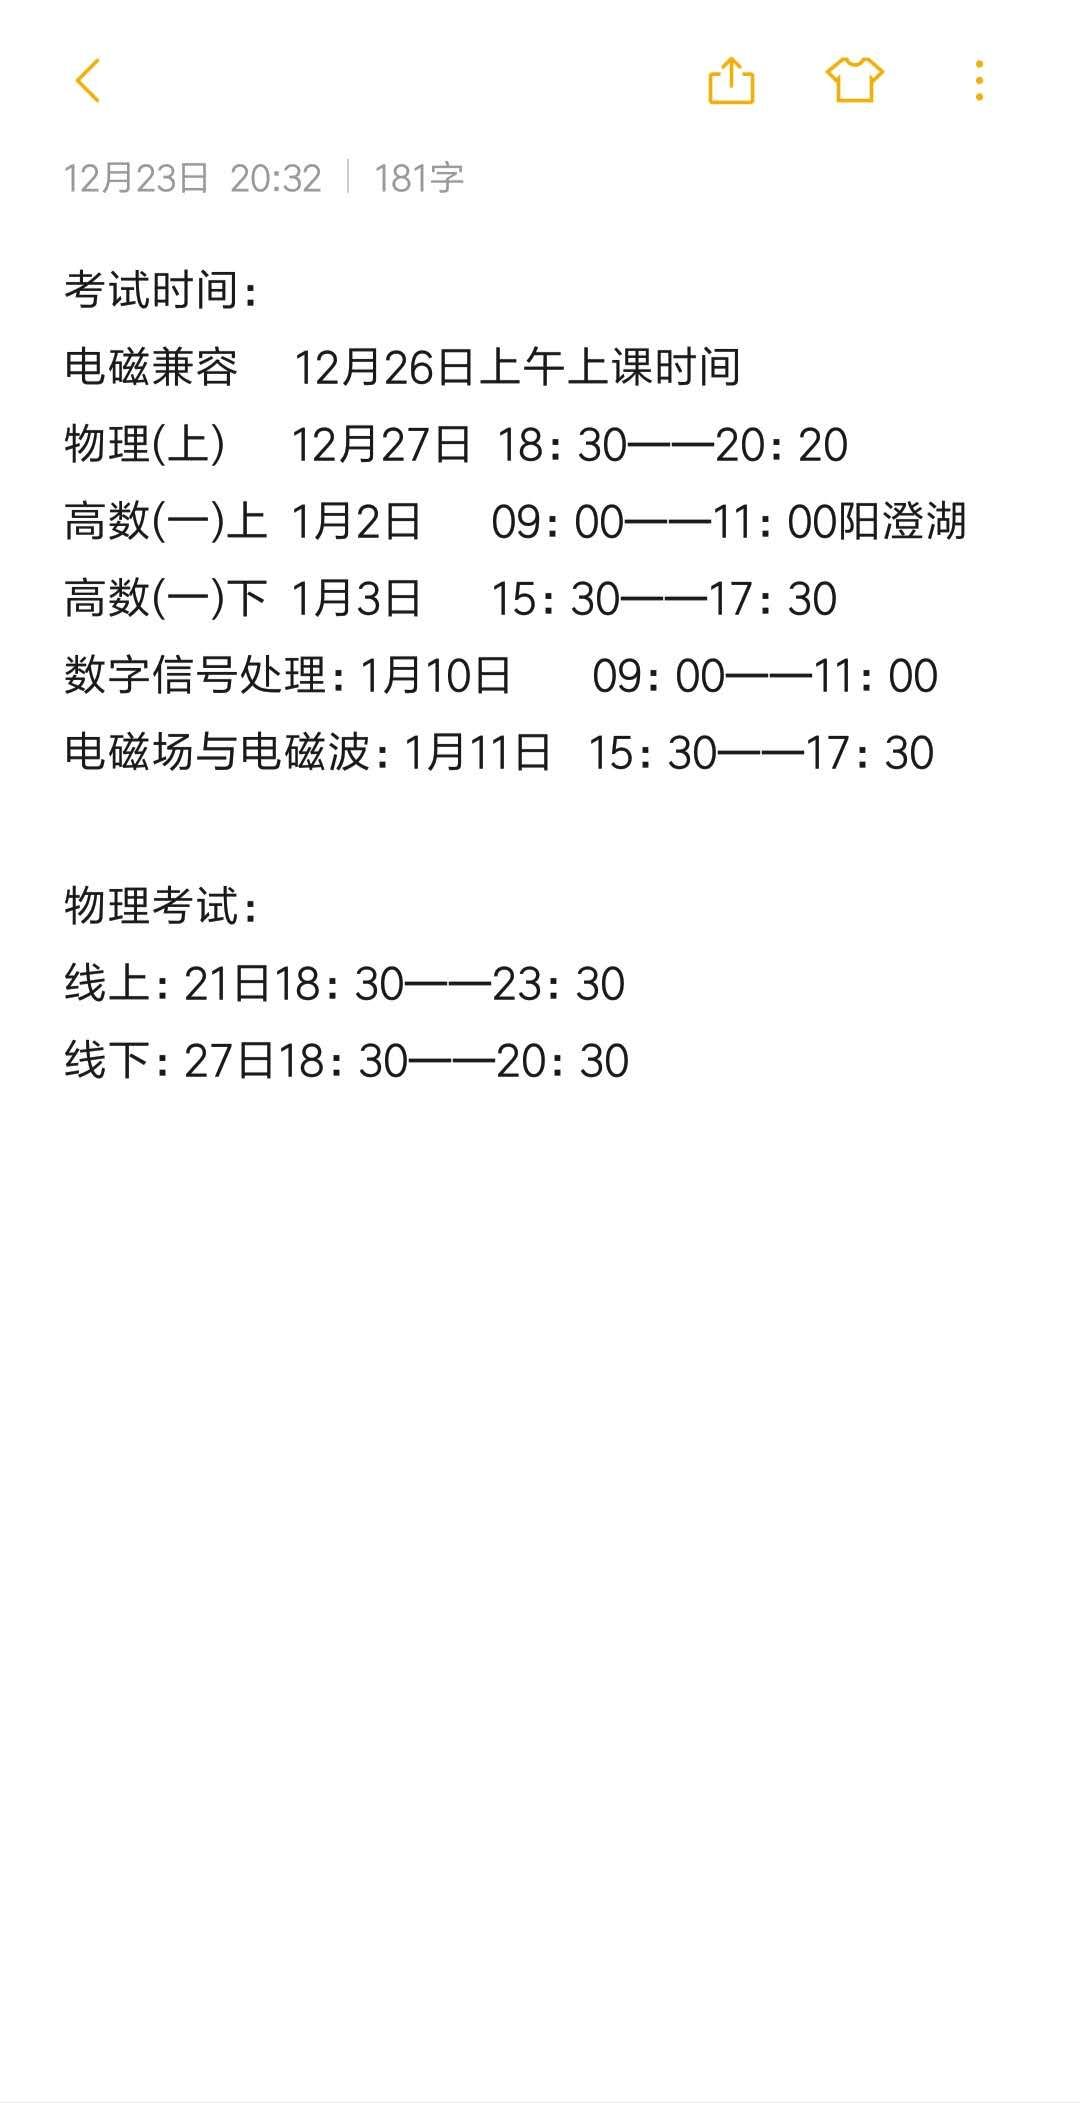 12月23日 20:32 | 181字
考试时间：
电磁兼容 12月26日上午上课时间
物理(上) 12月27日 18：30——20：20
高数(一)上 1月2日 09：00——11：00阳澄湖
高数(一)下 1月3日 15：30——17：30
数字信号处理：1月10日 09：00——11：00
电磁场与电磁波：1月11日 15：30——17：30
物理考试：
线上：21日18：30——23：30
线下：27日18：30——20：30